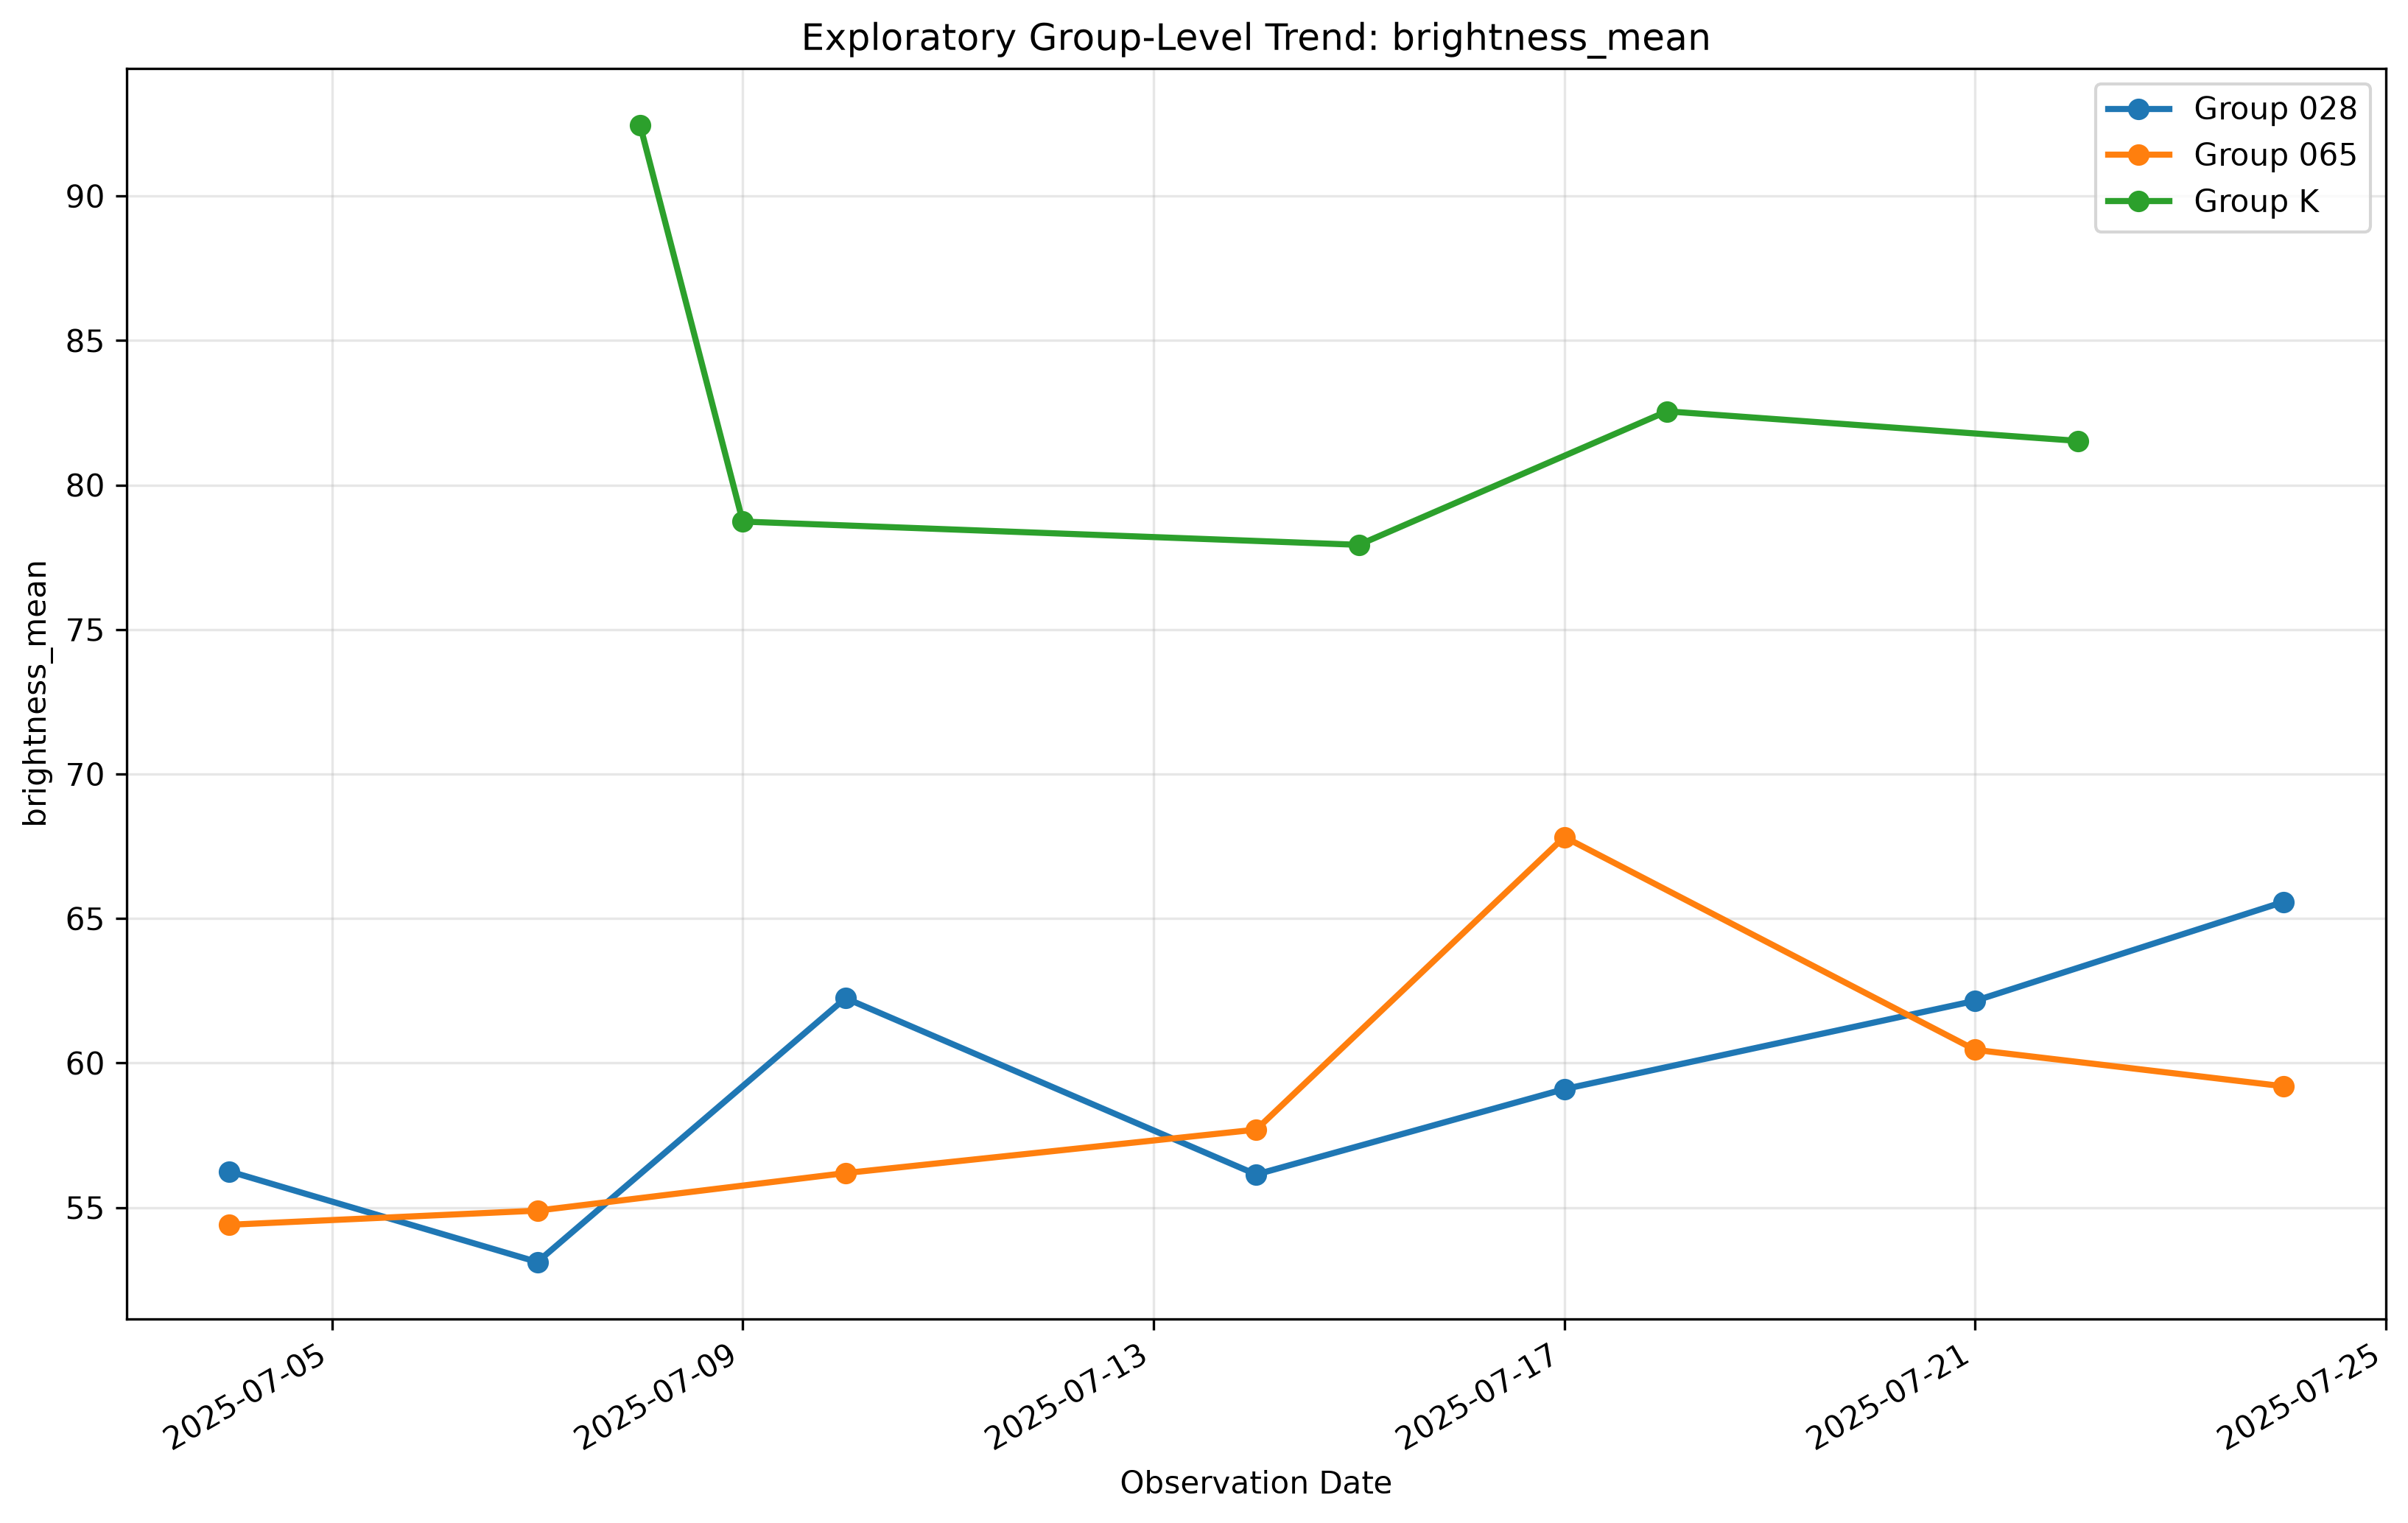 Exploratory Group-Level Trend: brightness_mean
Group 028
Group 065
Group K
brightness_mean
90
85
80
75
70
65
60
55
2025-07-05
2025-07-09
2025-07-13
2025-07-17
2025-07-21
2025-07-25
Observation Date